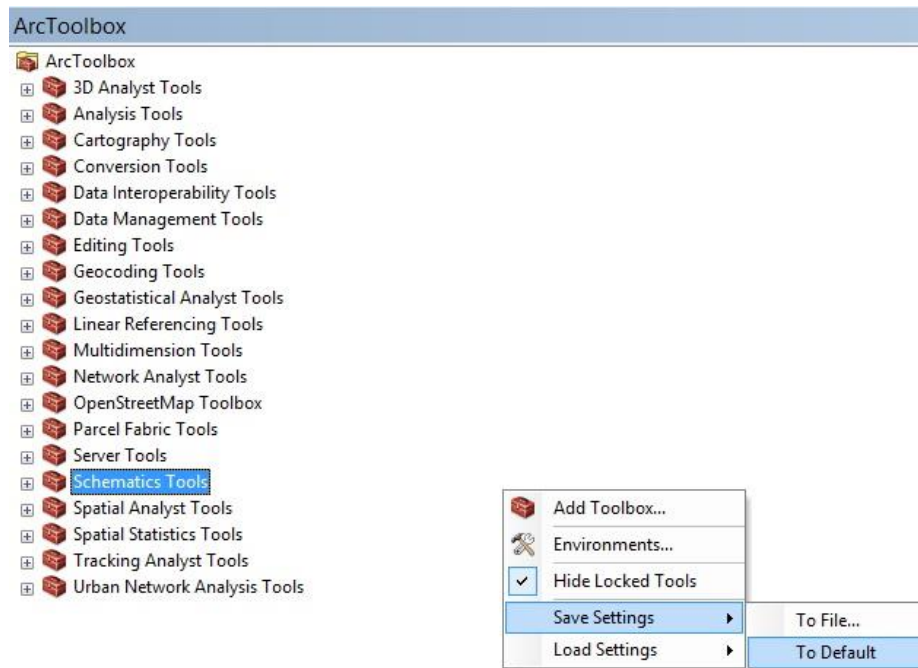 ArcToolbox
ArcToolbox
3D Analyst Tools
Analysis Tools
Cartography Tools
Conversion Tools
Data Interoperability Tools
Data Management Tools
Editing Tools
Geocoding Tools
Geostatistical Analyst Tools
Linear Referencing Tools
Multidimension Tools
Network Analyst Tools
OpenStreetMap Toolbox
Parcel Fabric Tools
Server Tools
Schematics Tools
Spatial Analyst Tools
Spatial Statistics Tools
Tracking Analyst Tools
Urban Network Analysis Tools
Add Toolbox...
Environments...
Hide Locked Tools
Save Settings
Load Settings
To File...
To Default